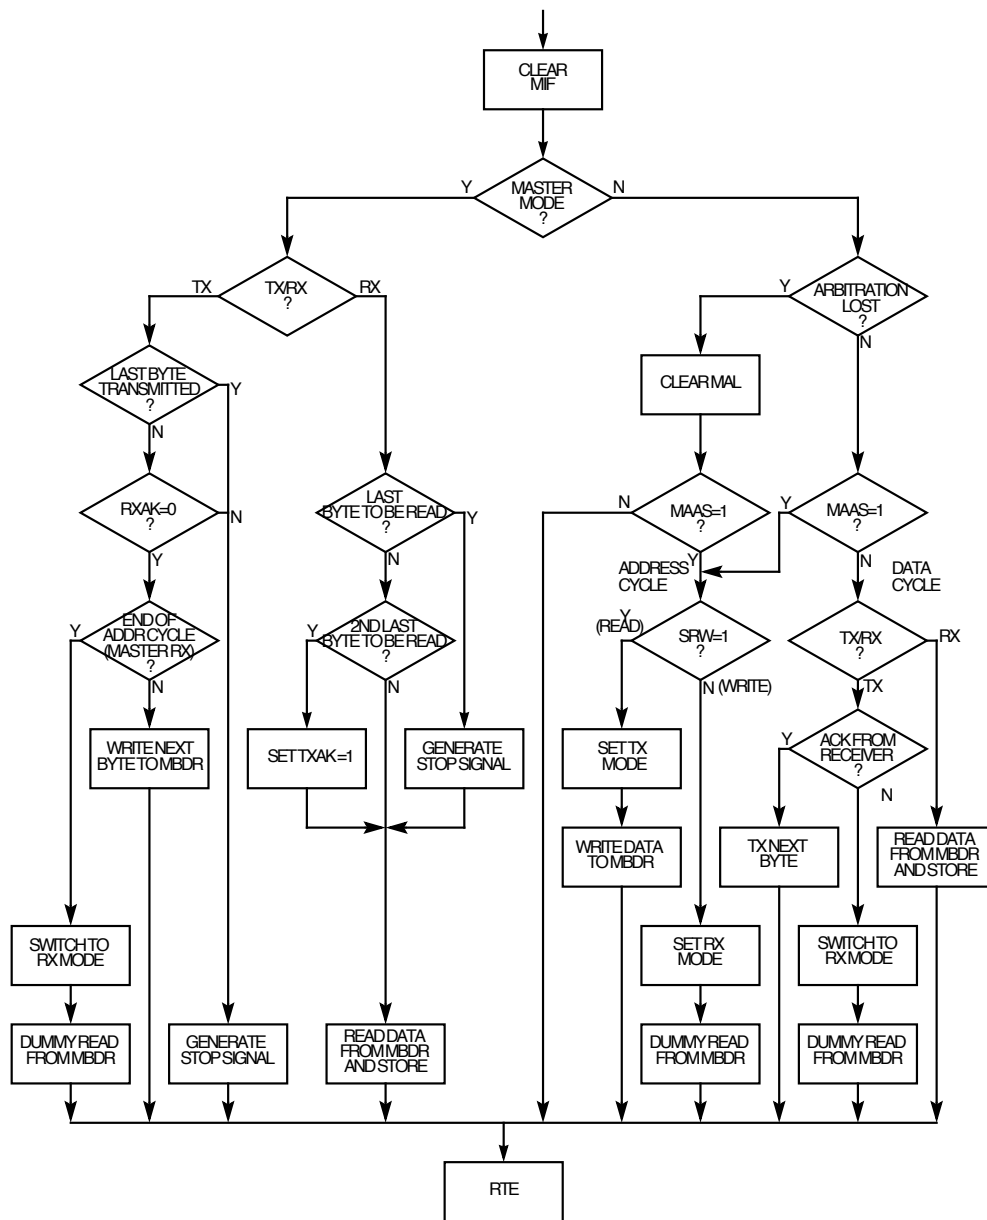 CLEAR
MIF
Y
MASTER
MODE
?
N
TX
TX/RX
?
RX
Y
ARBITRATION
LOST
?
N
LAST BYTE
TRANSMITTED
?
Y
N
CLEAR MAL
RXAK=0
?
N
Y
LAST
BYTE TO BE READ
?
Y
N
N
MAAS=1
?
Y
Y
MAAS=1
?
N
ADDRESS
CYCLE
DATA
CYCLE
Y
END OF
ADDR CYCLE
(MASTER RX)
?
N
Y
2ND LAST
BYTE TO BE READ
?
N
Y
(READ)
SRW=1
?
N (WRITE)
TX/RX
?
RX
TX
WRITE NEXT
BYTE TO MBDR
SET TXAK =1
GENERATE
STOP SIGNAL
SET TX
MODE
Y
ACK FROM
RECEIVER
?
N
WRITE DATA
TO MBDR
TX NEXT
BYTE
READ DATA
FROM MBDR
AND STORE
SWITCH TO
RX MODE
SET RX
MODE
SWITCH TO
RX MODE
DUMMY READ
FROM MBDR
GENERATE
STOP SIGNAL
READ DATA
FROM MBDR
AND STORE
DUMMY READ
FROM MBDR
DUMMY READ
FROM MBDR
RTE